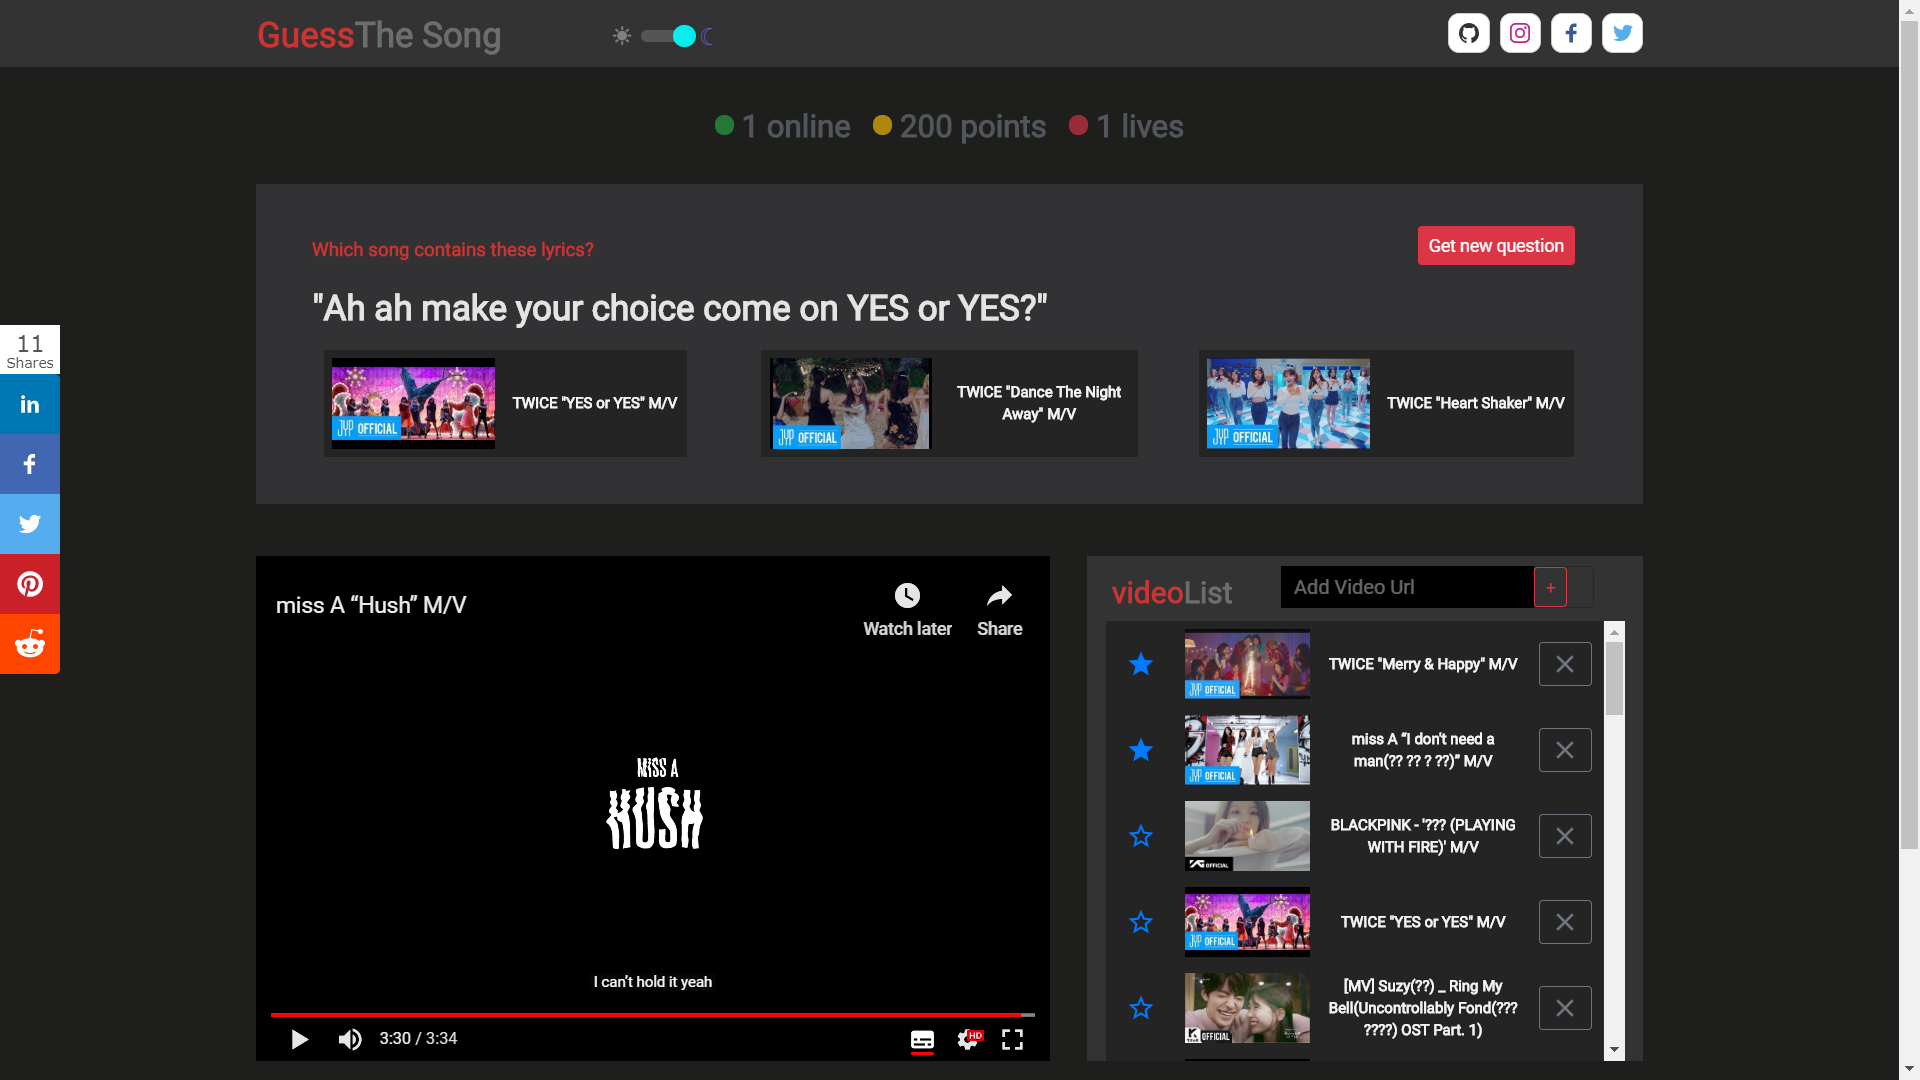 GuessThe Song
1 online 200 points 1 lives
Which song contains these lyrics?
Get new question
"Ah ah make your choice come on YES or YES?"
JYP OFFICIAL
TWICE "YES or YES" M/V
JYP OFFICIAL
TWICE "Dance The Night
Away" M/V
JYP OFFICIAL
TWICE "Heart Shaker" M/V
11
Shares
in
miss A “Hush” M/V
Watch later
Share
MISS A
HUSH
I can’t hold it yeah
3:30 / 3:34
HD
videoList
Add Video Url
+
JYP OFFICIAL
TWICE "Merry & Happy" M/V
JYP OFFICIAL
miss A “I don't need a
man(?? ?? ? ??)” M/V
YG OFFICIAL
BLACKPINK - '??? (PLAYING
WITH FIRE)' M/V
JYP OFFICIAL
TWICE "YES or YES" M/V
OFFICIAL
[MV] Suzy(??) _ Ring My
Bell(Uncontrollably Fond(???
????) OST Part. 1)